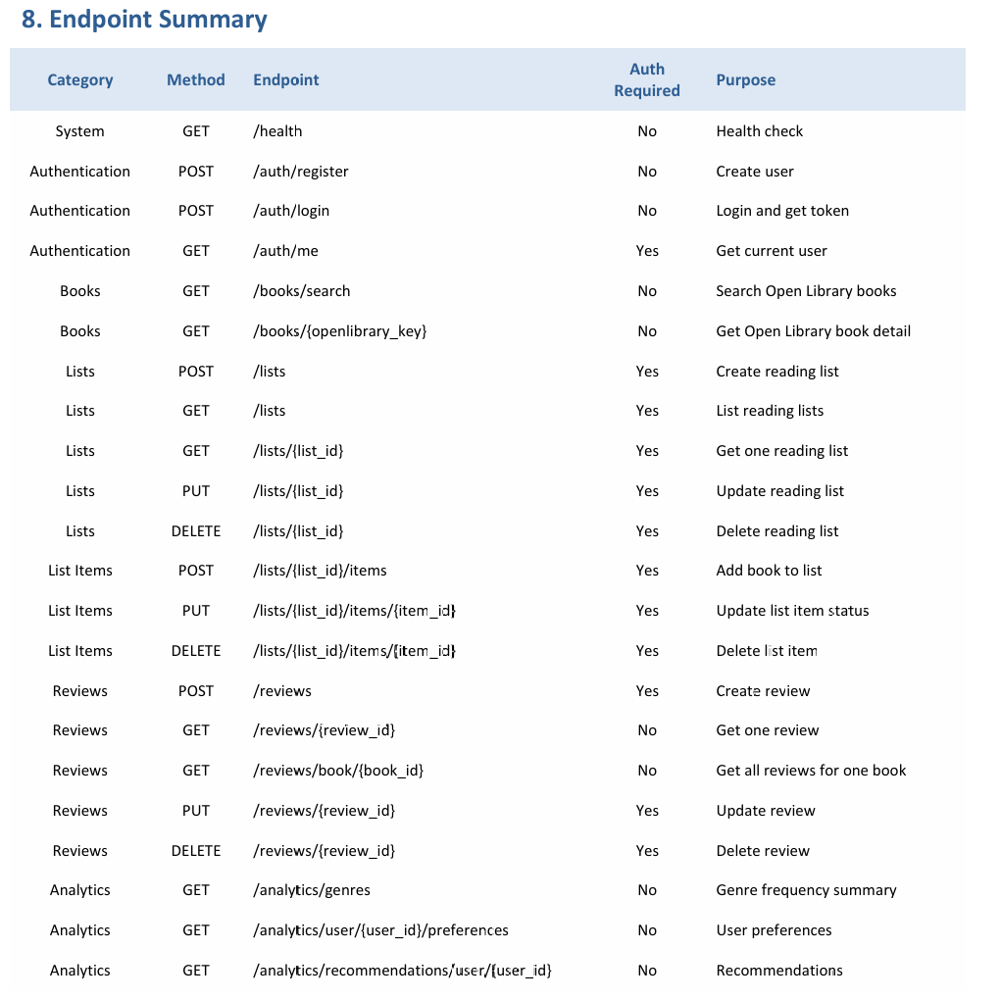 8. Endpoint Summary
Category Method Endpoint Auth Required Purpose
System GET /health No Health check
Authentication POST /auth/register No Create user
Authentication POST /auth/login No Login and get token
Authentication GET /auth/me Yes Get current user
Books GET /books/search No Search Open Library books
Books GET /books/{openlibrary_key} No Get Open Library book detail
Lists POST /lists Yes Create reading list
Lists GET /lists Yes List reading lists
Lists GET /lists/{list_id} Yes Get one reading list
Lists PUT /lists/{list_id} Yes Update reading list
Lists DELETE /lists/{list_id} Yes Delete reading list
List Items POST /lists/{list_id}/items Yes Add book to list
List Items PUT /lists/{list_id}/items/{item_id} Yes Update list item status
List Items DELETE /lists/{list_id}/items/{item_id} Yes Delete list item
Reviews POST /reviews Yes Create review
Reviews GET /reviews/{review_id} No Get one review
Reviews GET /reviews/book/{book_id} No Get all reviews for one book
Reviews PUT /reviews/{review_id} Yes Update review
Reviews DELETE /reviews/{review_id} Yes Delete review
Analytics GET /analytics/genres No Genre frequency summary
Analytics GET /analytics/user/{user_id}/preferences No User preferences
Analytics GET /analytics/recommendations/user/{user_id} No Recommendations